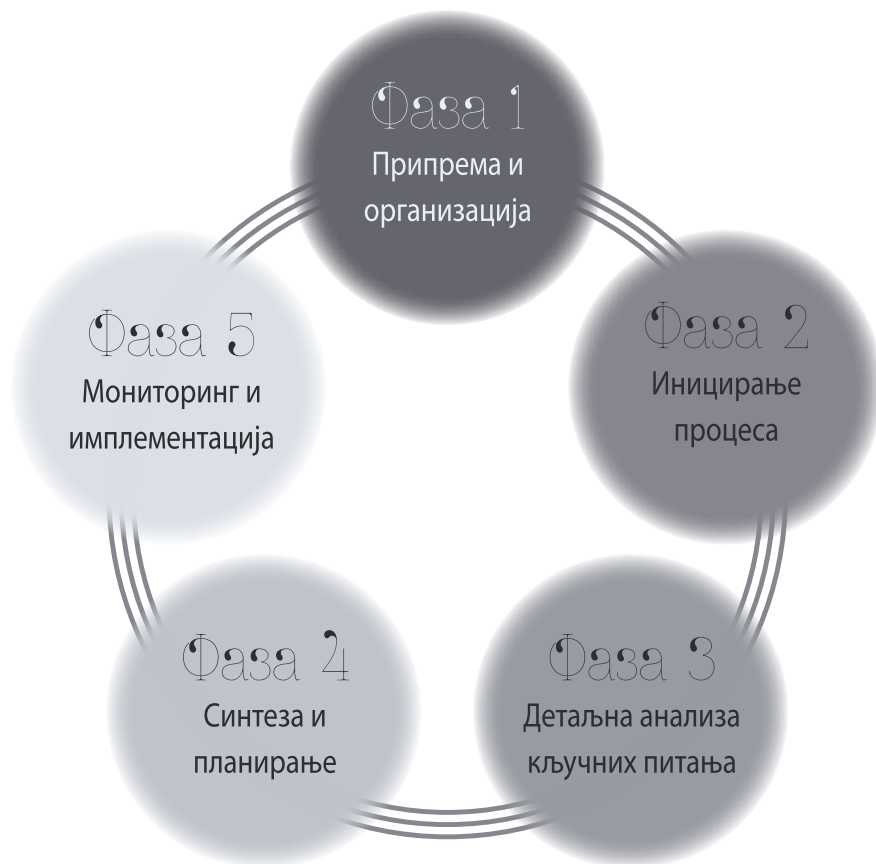 Фаза 1
Припрема и
организација
Фаза 2
Иницирање
процеса
Фаза 3
Детаљна анализа
кључних питања
Фаза 4
Синтеза и
планирање
Фаза 5
Мониторинг и
имплементација